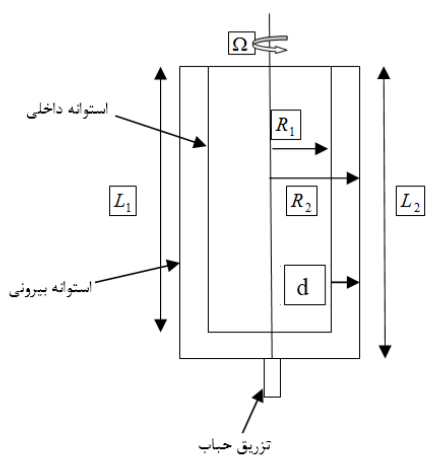 Ω
استوانه داخلی
R₁
L₁
R₂
L₂
استوانه بیرونی
d
تزریق حباب